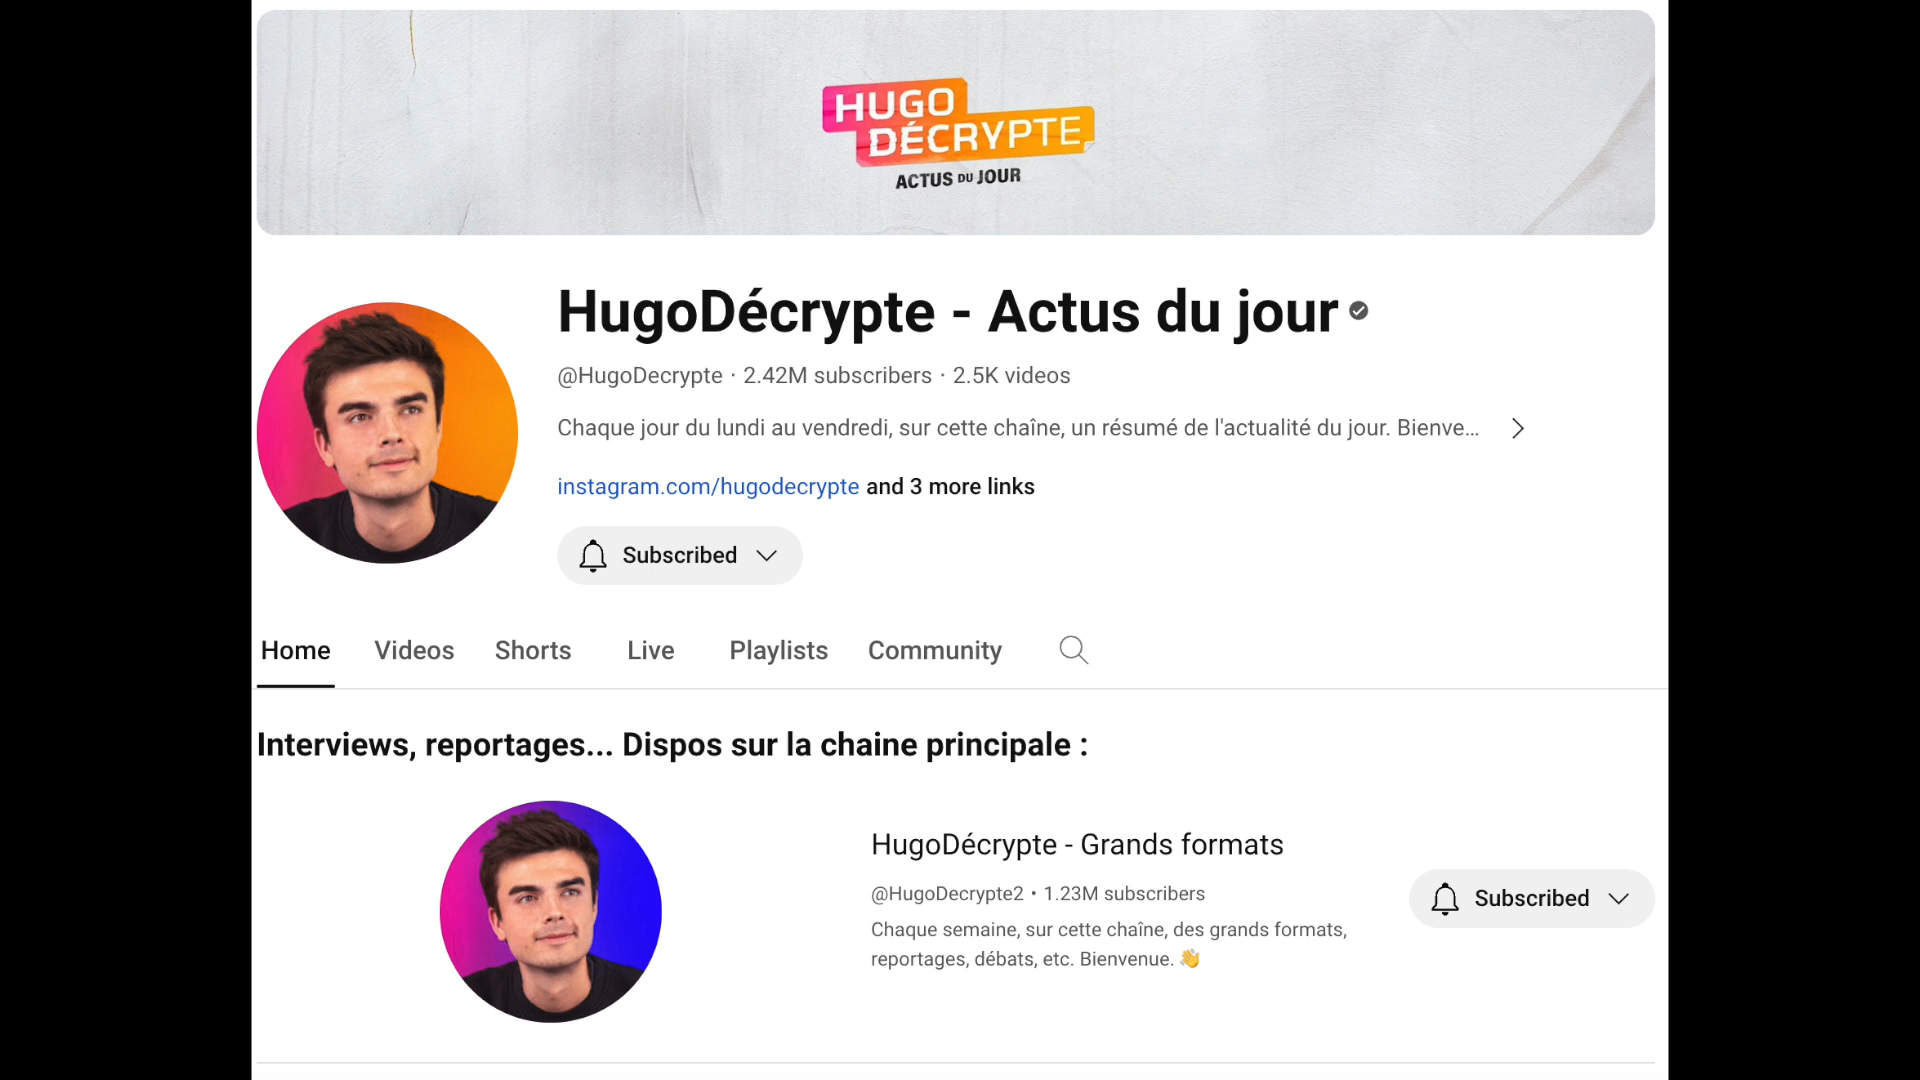 HUGO
DÉCRYPTE
ACTUS DU JOUR
HugoDécrypte - Actus du jour
@HugoDecrypte · 2.42M subscribers · 2.5K videos
Chaque jour du lundi au vendredi, sur cette chaîne, un résumé de l'actualité du jour. Bienve...
instagram.com/hugodecrypte and 3 more links
Subscribed
Home Videos Shorts Live Playlists Community
Interviews, reportages... Dispos sur la chaine principale :
HugoDécrypte - Grands formats
@HugoDecrypte2 • 1.23M subscribers
Subscribed
Chaque semaine, sur cette chaîne, des grands formats,
reportages, débats, etc. Bienvenue. 👋